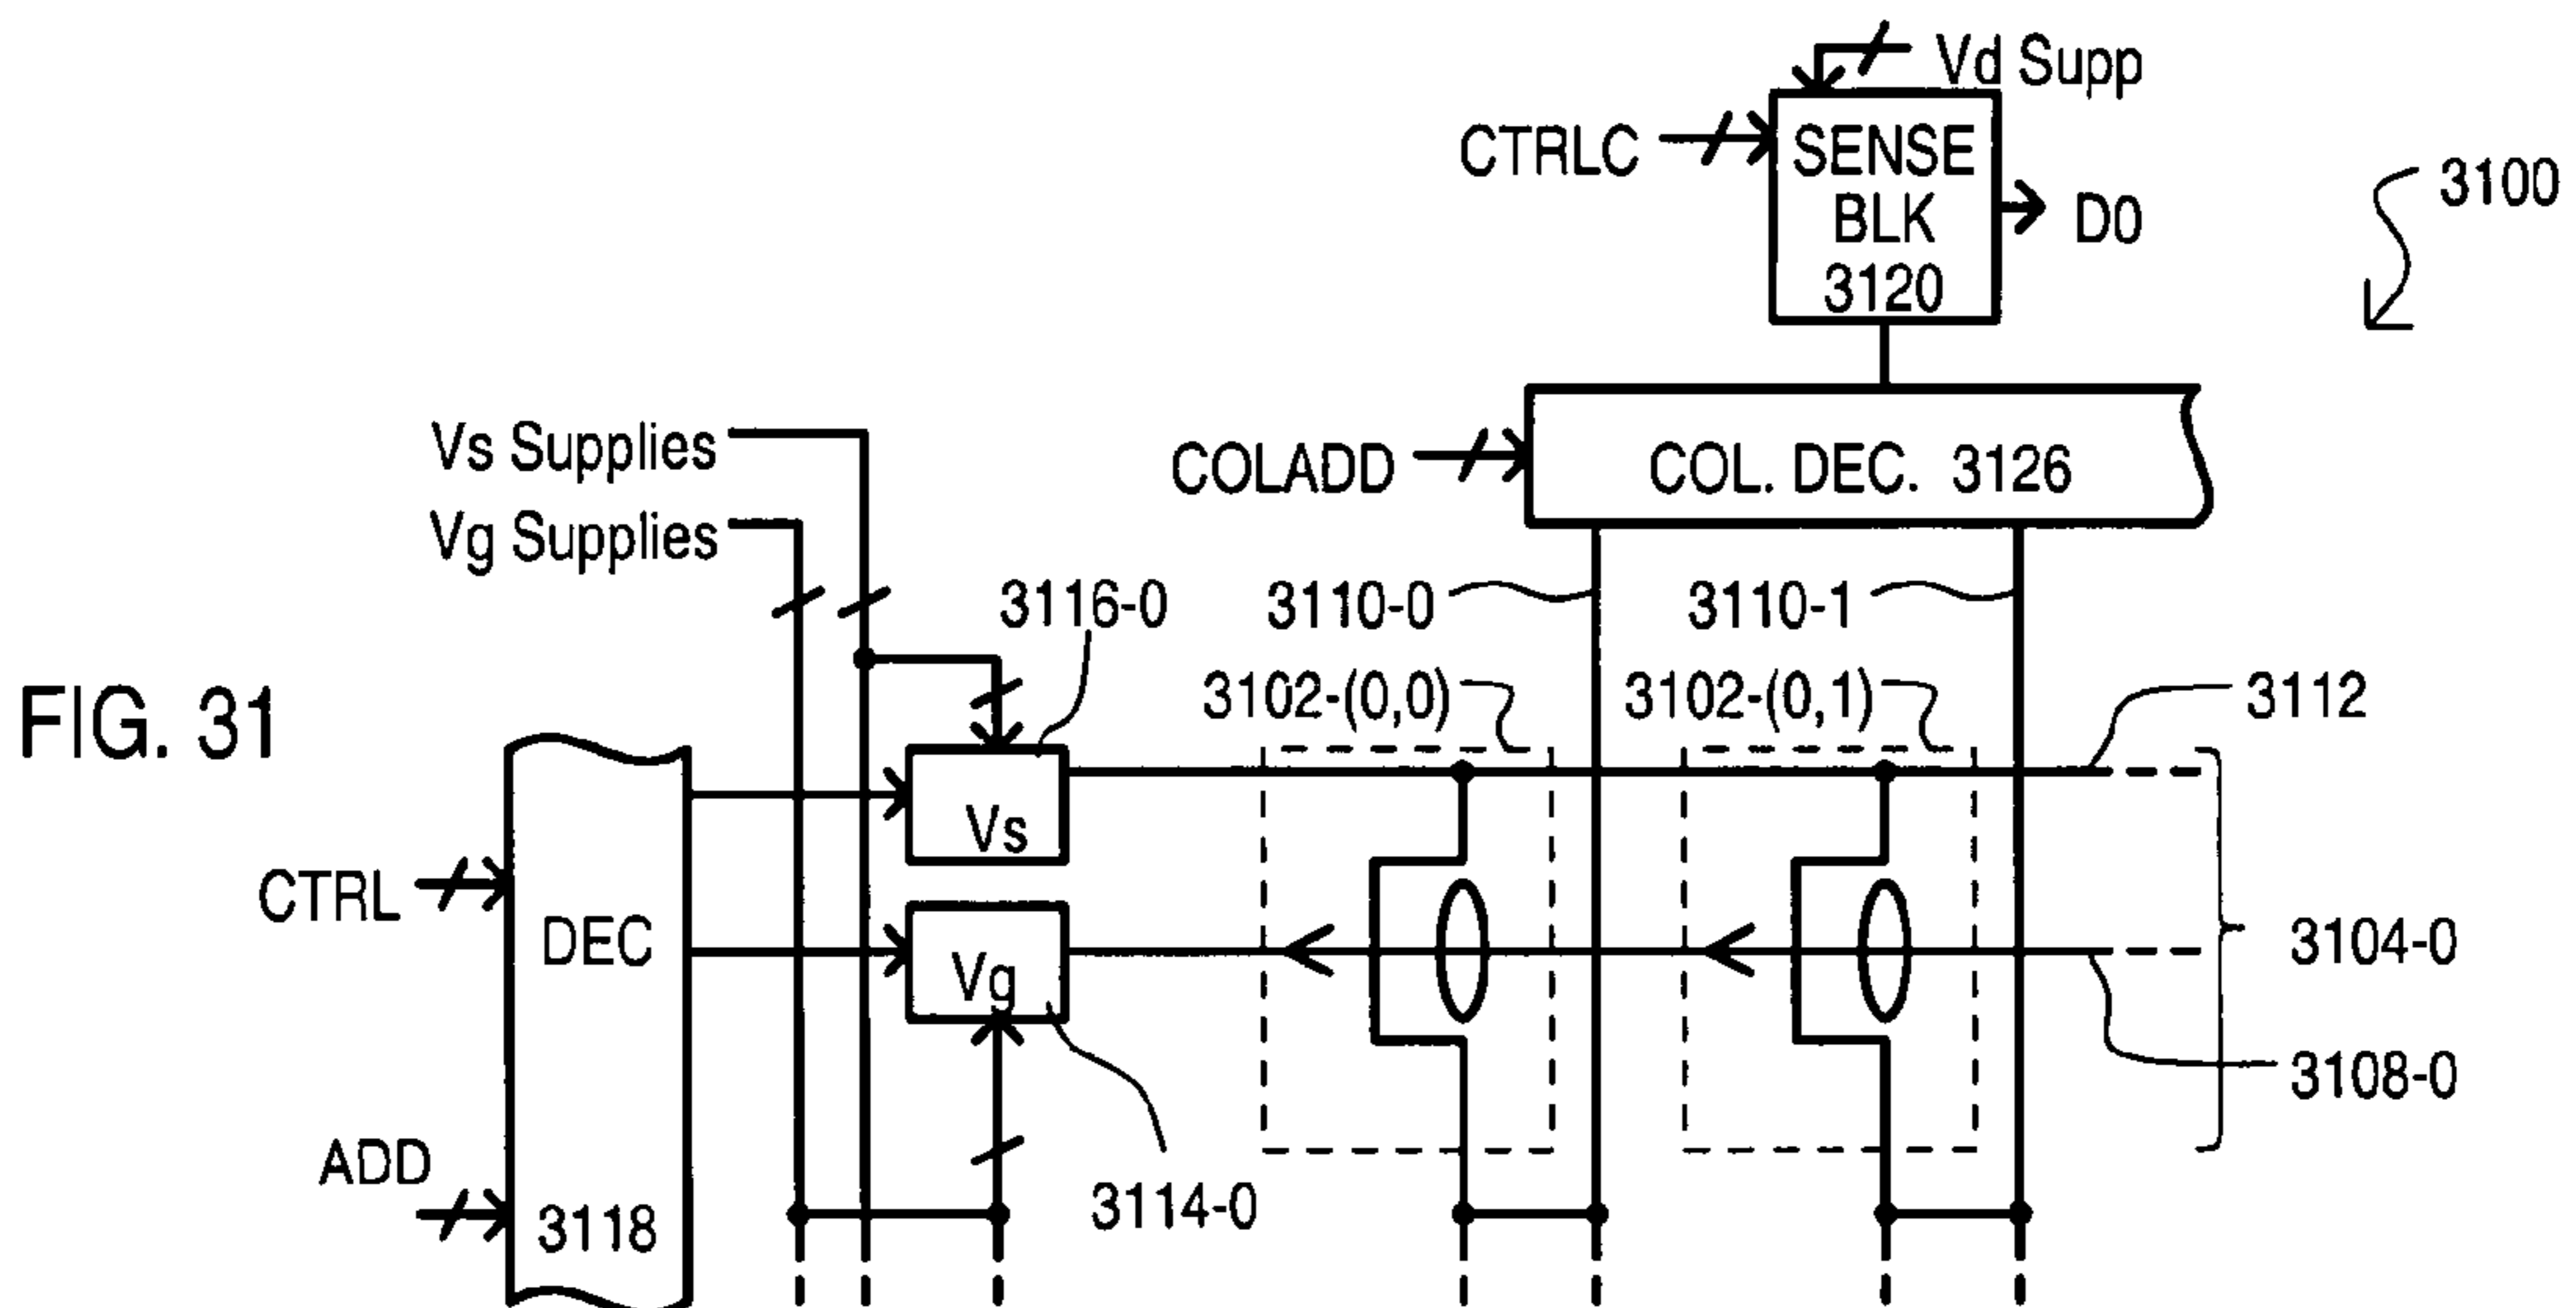 Vd Supp
CTRLC
SENSE
BLK
3120
D0
3100
Vs Supplies
Vg Supplies
COLADD
COL. DEC. 3126
3116-0
3110-0
3110-1
3102-(0,0)
3102-(0,1)
3112
FIG. 31
Vs
CTRL
DEC
Vg
3104-0
3108-0
ADD
3118
3114-0